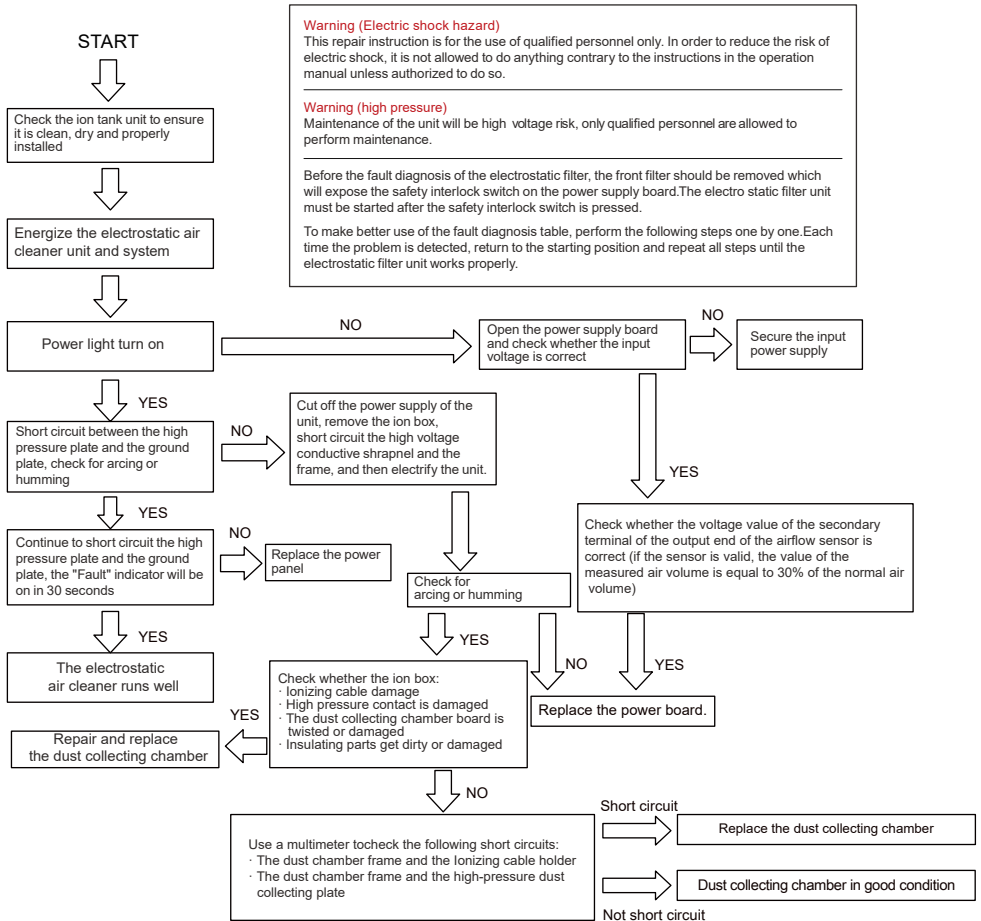 START
Warning (Electric shock hazard)
This repair instruction is for the use of qualified personnel only. In order to reduce the risk of
electric shock, it is not allowed to do anything contrary to the instructions in the operation
manual unless authorized to do so.
Warning (high pressure)
Maintenance of the unit will be high voltage risk, only qualified personnel are allowed to
perform maintenance.
Before the fault diagnosis of the electrostatic filter, the front filter should be removed which
will expose the safety interlock switch on the power supply board.The electro static filter unit
must be started after the safety interlock switch is pressed.
To make better use of the fault diagnosis table, perform the following steps one by one.Each
time the problem is detected, return to the starting position and repeat all steps until the
electrostatic filter unit works properly.
Check the ion tank unit to ensure
it is clean, dry and properly
installed
Energize the electrostatic air
cleaner unit and system
Power light turn on
NO
Open the power supply board
and check whether the input
voltage is correct
NO
Secure the input
power supply
YES
Short circuit between the high
pressure plate and the ground
plate, check for arcing or
humming
NO
Cut off the power supply of the
unit, remove the ion box,
short circuit the high voltage
conductive shrapnel and the
frame, and then electrify the unit.
YES
YES
Continue to short circuit the high
pressure plate and the ground
plate, the "Fault" indicator will be
on in 30 seconds
NO
Replace the power
panel
Check for
arcing or humming
Check whether the voltage value of the secondary
terminal of the output end of the airflow sensor is
correct (if the sensor is valid, the value of the
measured air volume is equal to 30% of the normal air
volume)
YES
The electrostatic
air cleaner runs well
YES
NO
YES
Check whether the ion box:
· Ionizing cable damage
· High pressure contact is damaged
· The dust collecting chamber board is
twisted or damaged
· Insulating parts get dirty or damaged
Replace the power board.
YES
Repair and replace
the dust collecting chamber
NO
Use a multimeter tocheck the following short circuits:
· The dust chamber frame and the Ionizing cable holder
· The dust chamber frame and the high-pressure dust
collecting plate
Short circuit
Replace the dust collecting chamber
Dust collecting chamber in good condition
Not short circuit